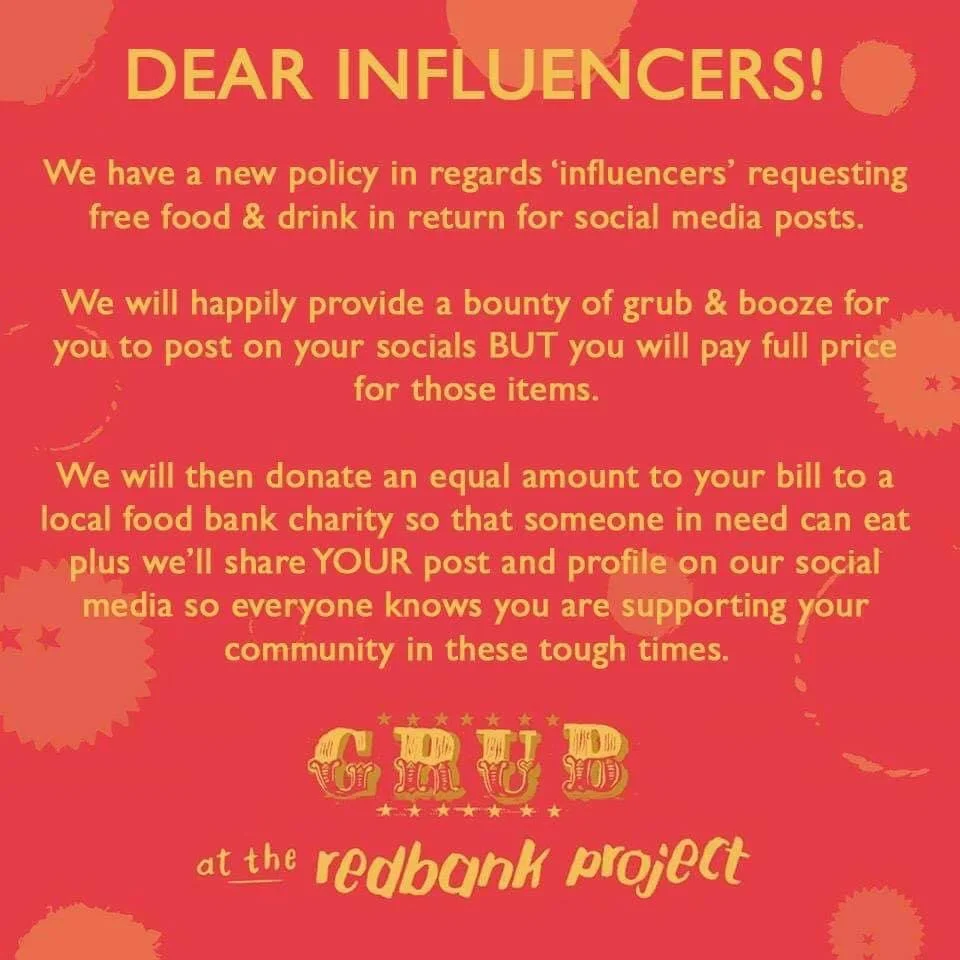 DEAR INFLUENCERS!
We have a new policy in regards ‘influencers’ requesting
free food & drink in return for social media posts.
We will happily provide a bounty of grub & booze for
you to post on your socials BUT you will pay full price
for those items.
We will then donate an equal amount to your bill to a
local food bank charity so that someone in need can eat
plus we’ll share YOUR post and profile on our social
media so everyone knows you are supporting your
community in these tough times.
GRUB
at the redbank project